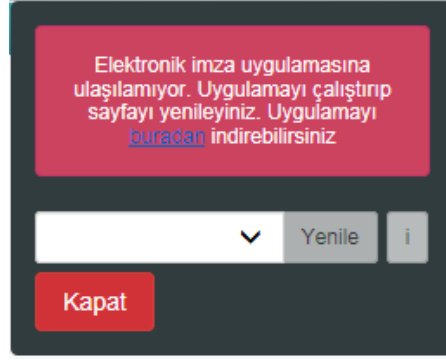 Elektronik imza uygulamasına
ulaşılamıyor. Uygulamayı çalıştırıp
sayfayı yenileyiniz. Uygulamayı
buradan indirebilirsiniz
Yenile i
Kapat